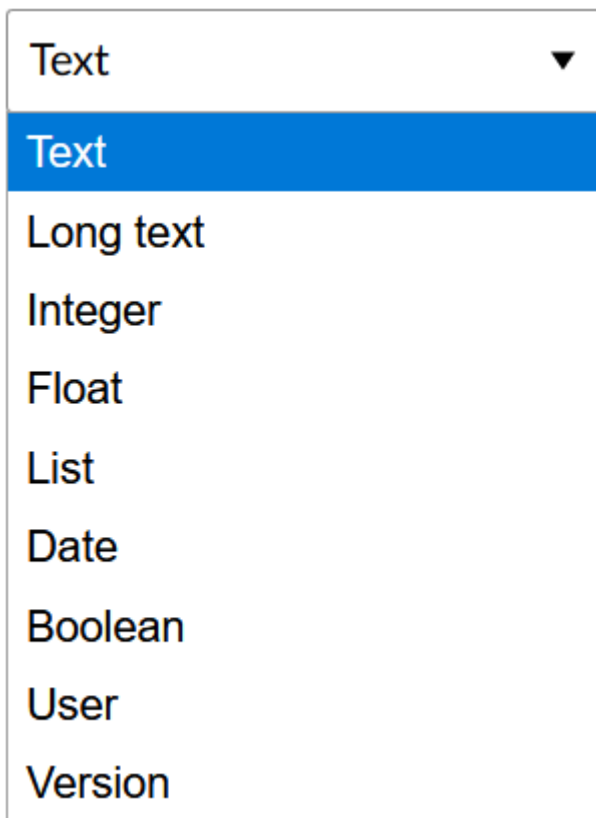 Text
Text
Long text
Integer
Float
List
Date
Boolean
User
Version